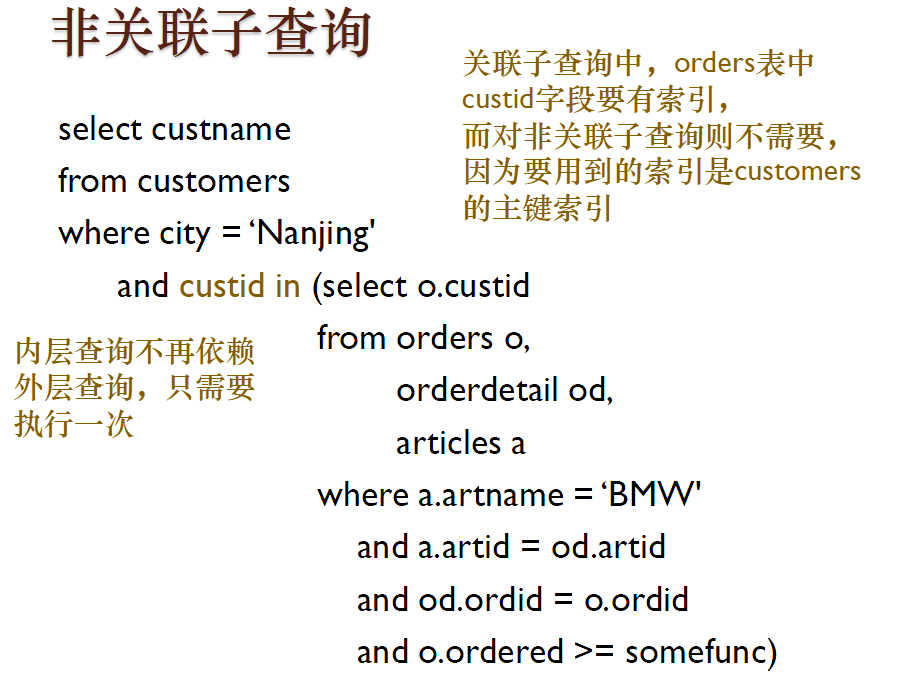 非关联子查询
关联子查询中，orders表中
custid字段要有索引，
而对非关联子查询则不需要，
因为要用到的索引是customers
的主键索引
select custname
from customers
where city = ‘Nanjing'
and custid in (select o.custid
from orders o,
orderdetail od,
articles a
where a.artname = ‘BMW'
and a.artid = od.artid
and od.ordid = o.ordid
and o.ordered >= somefunc)
内层查询不再依赖
外层查询，只需要
执行一次